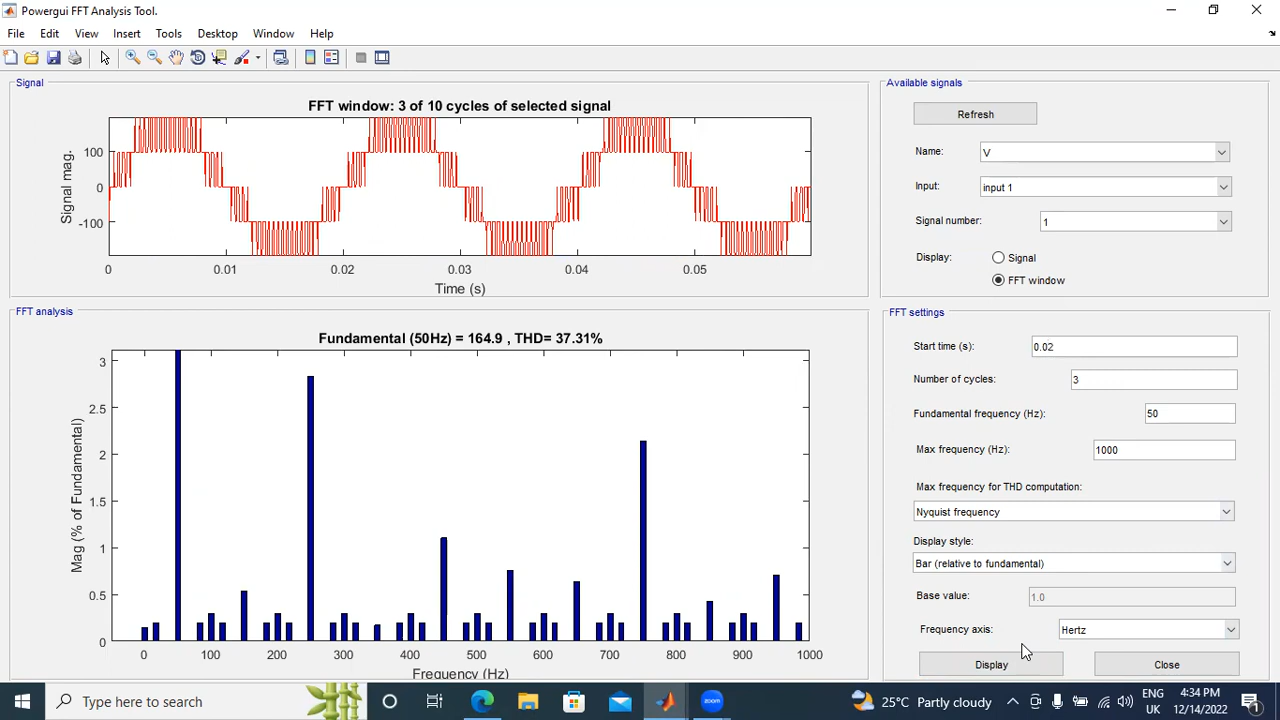 Powergui FFT Analysis Tool.
File Edit View Insert Tools Desktop Window Help
Signal
FFT window: 3 of 10 cycles of selected signal
Signal mag.
100
0
-100
0 0.01 0.02 0.03 0.04 0.05
Time (s)
FFT analysis
Fundamental (50Hz) = 164.9 , THD= 37.31%
Mag (% of Fundamental)
3
2.5
2
1.5
1
0.5
0
0 100 200 300 400 500 600 700 800 900 1000
Frequency (Hz)
Available signals
Refresh
Name: V
Input: input 1
Signal number: 1
Display: Signal
FFT window
FFT settings
Start time (s): 0.02
Number of cycles: 3
Fundamental frequency (Hz): 50
Max frequency (Hz): 1000
Max frequency for THD computation:
Nyquist frequency
Display style:
Bar (relative to fundamental)
Base value: 1.0
Frequency axis: Hertz
Display Close
Type here to search
zoom
25°C Partly cloudy
ENG 4:34 PM
UK 12/14/2022
1